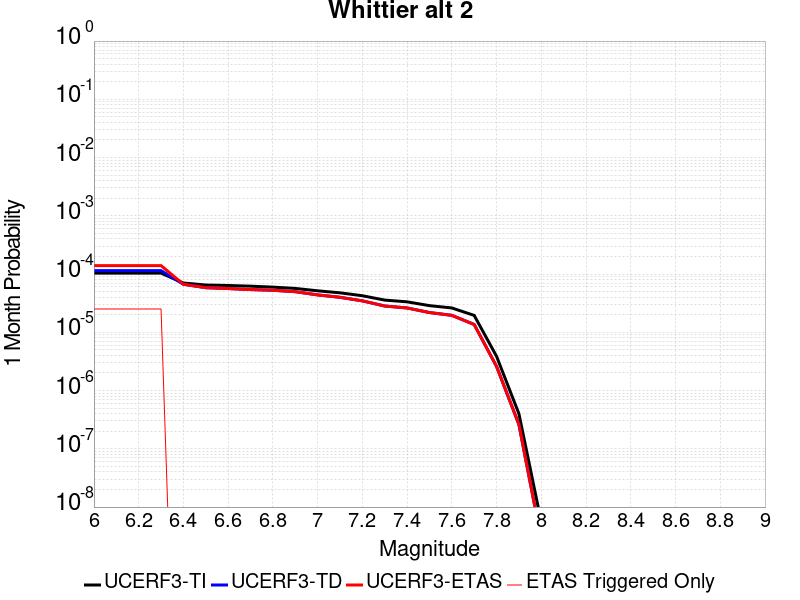 Whittier alt 2
10 0
10 -1
10 -2
10 -3
10 -4
10 -5
10 -6
10 -7
10 -8
1 Month Probability
6 6.2 6.4 6.6 6.8 7 7.2 7.4 7.6 7.8 8 8.2 8.4 8.6 8.8 9
Magnitude
UCERF3-TI UCERF3-TD UCERF3-ETAS ETAS Triggered Only